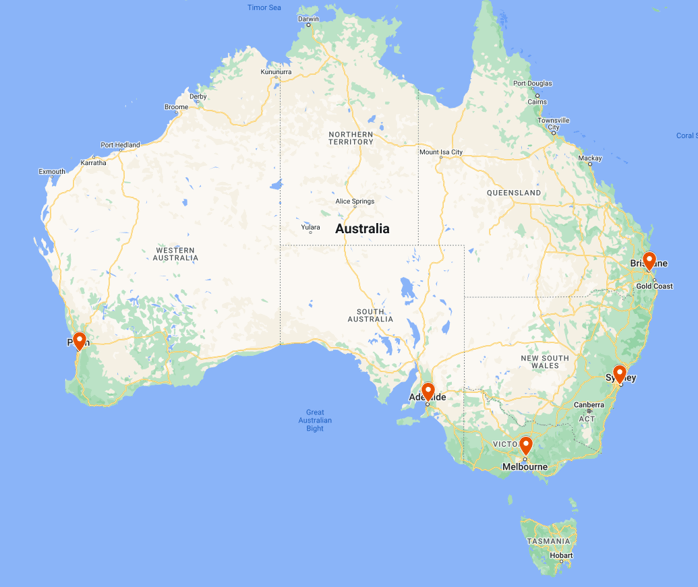 Timor Sea
Darwin
Kununurra
Derby
Broome
Port Hedland
Karratha
Exmouth
Port Douglas
Cairns
Townsville
City
Mackay
Coral
NORTHERN
TERRITORY
Mount Isa City
QUEENSLAND
Alice Springs
Yulara
Australia
WESTERN
AUSTRALIA
Brisbane
Gold Coast
SOUTH
AUSTRALIA
Perth
NEW SOUTH
WALES
Sydney
Adelaide
Canberra
ACT
Great
Australian
Bight
VICTO
Melbourne
TASMANIA
Hobart